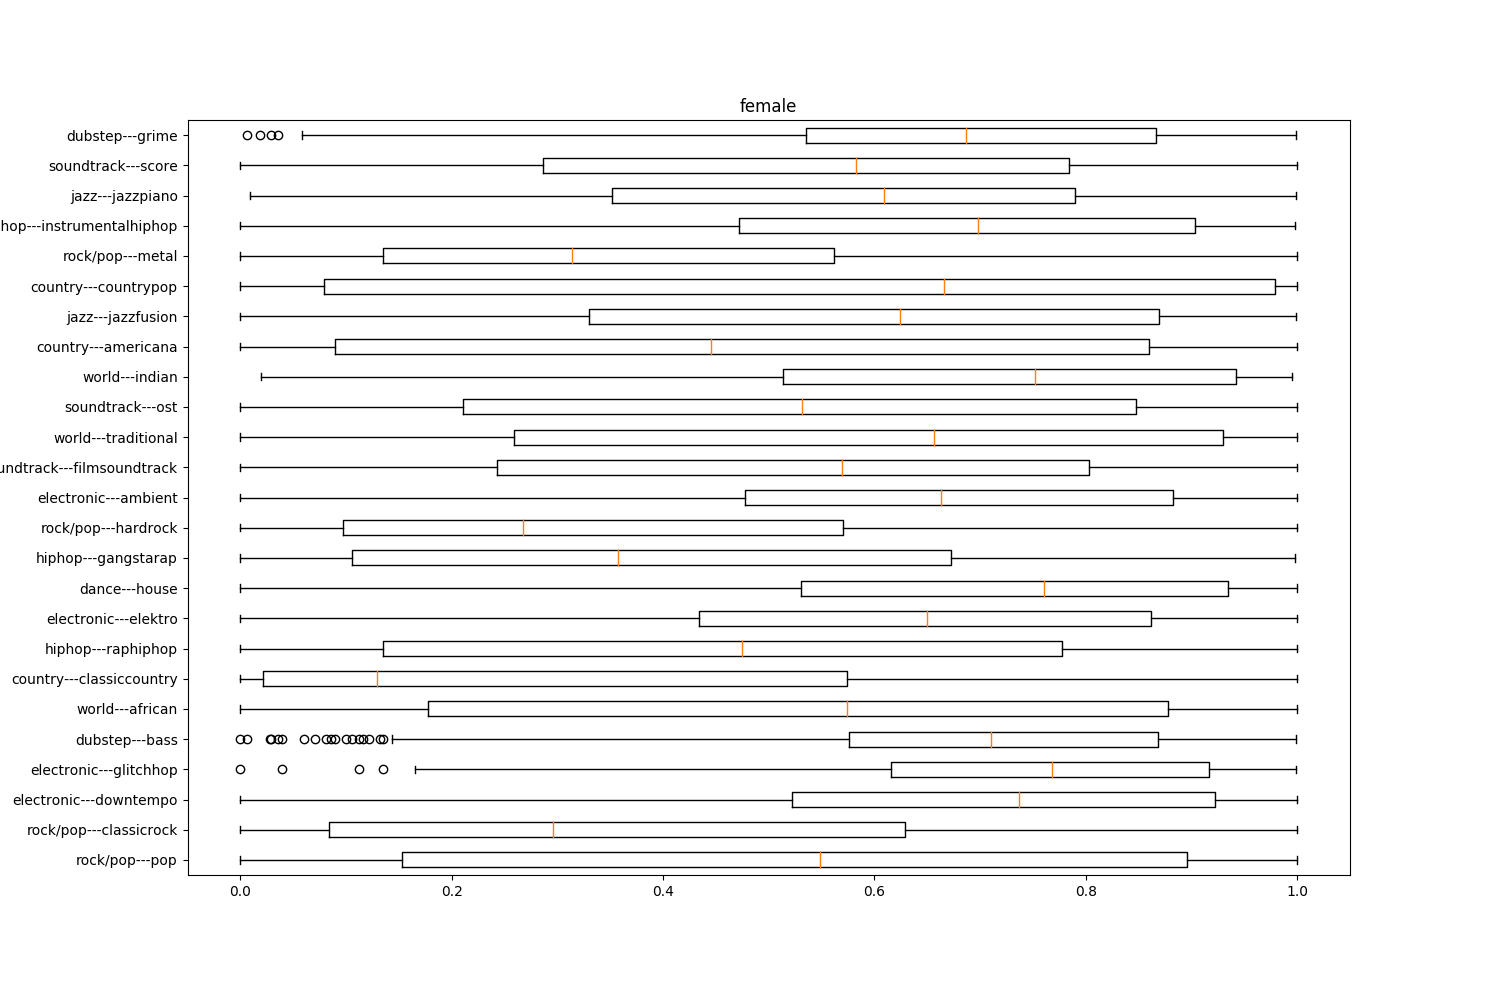 female
dubstep---grime
soundtrack---score
jazz---jazzpiano
hop---instrumentalhiphop
rock/pop---metal
country---countrypop
jazz---jazzfusion
country---americana
world---indian
soundtrack---ost
world---traditional
undtrack---filmsoundtrack
electronic---ambient
rock/pop---hardrock
hiphop---gangstarap
dance---house
electronic---elektro
hiphop---raphiphop
country---classiccountry
world---african
dubstep---bass
electronic---glitchhop
electronic---downtempo
rock/pop---classicrock
rock/pop---pop
0.0 0.2 0.4 0.6 0.8 1.0